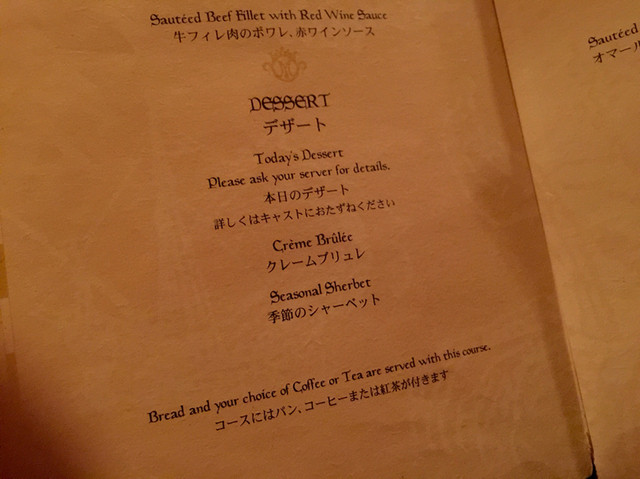 Sautéed Beef Fillet with Red Wine Sauce
牛フィレ肉のポワレ、赤ワインソース
DESSERT
デザート
Today's Dessert
Please ask your server for details.
本日のデザート
詳しくはキャストにおたずねください
Crème Brûlée
クレームブリュレ
Seasonal Sherbet
季節のシャーベット
Bread and your choice of Coffee or Tea are served with this course.
コースにはパン、コーヒーまたは紅茶が付きます
Sautéed
オマール